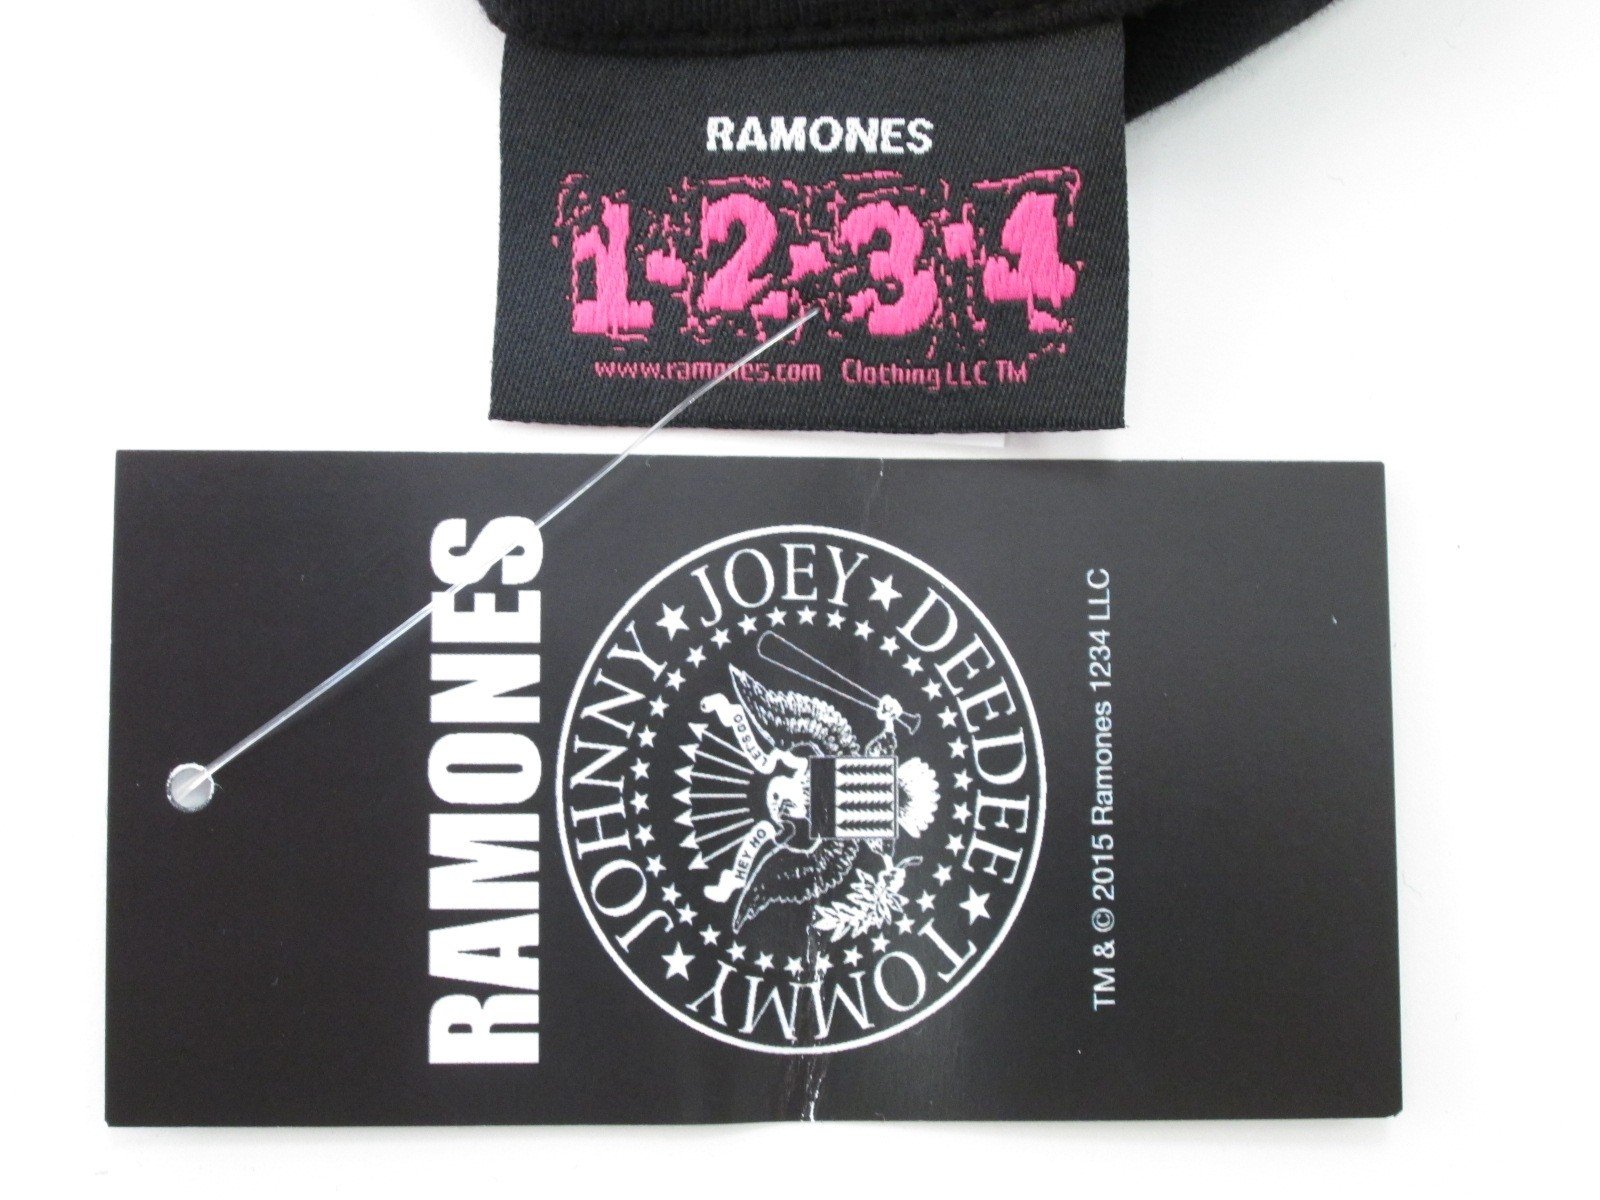 RAMONES
1·2·3·4
www.ramones.com Clothing LLC TM
RAMONES
JOHNNY ★ JOEY ★ DEEDEE ★ TOMMY ★
HEY HO
LET'S GO
TM & © 2015 Ramones 1234 LLC